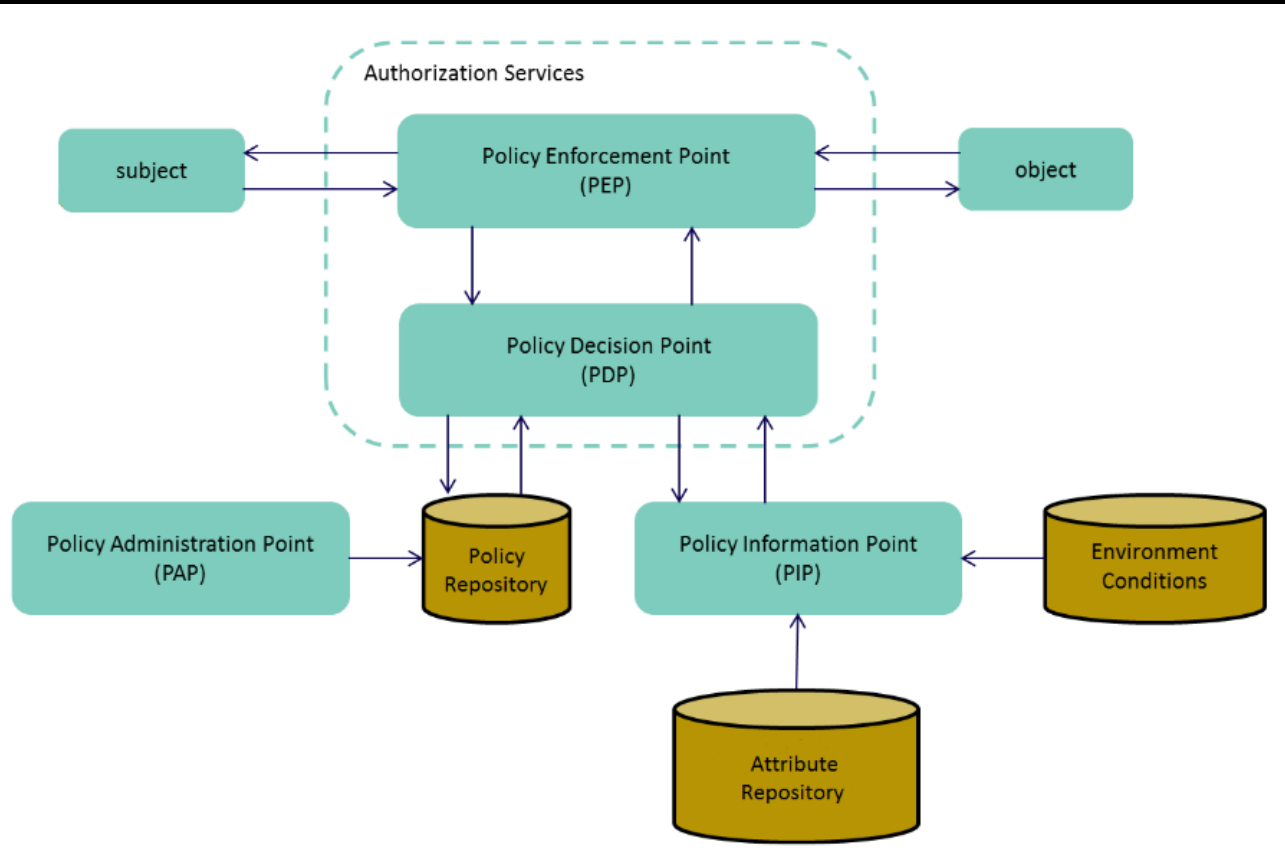 Authorization Services
subject
Policy Enforcement Point
(PEP)
object
Policy Decision Point
(PDP)
Policy Administration Point
(PAP)
Policy
Repository
Policy Information Point
(PIP)
Environment
Conditions
Attribute
Repository